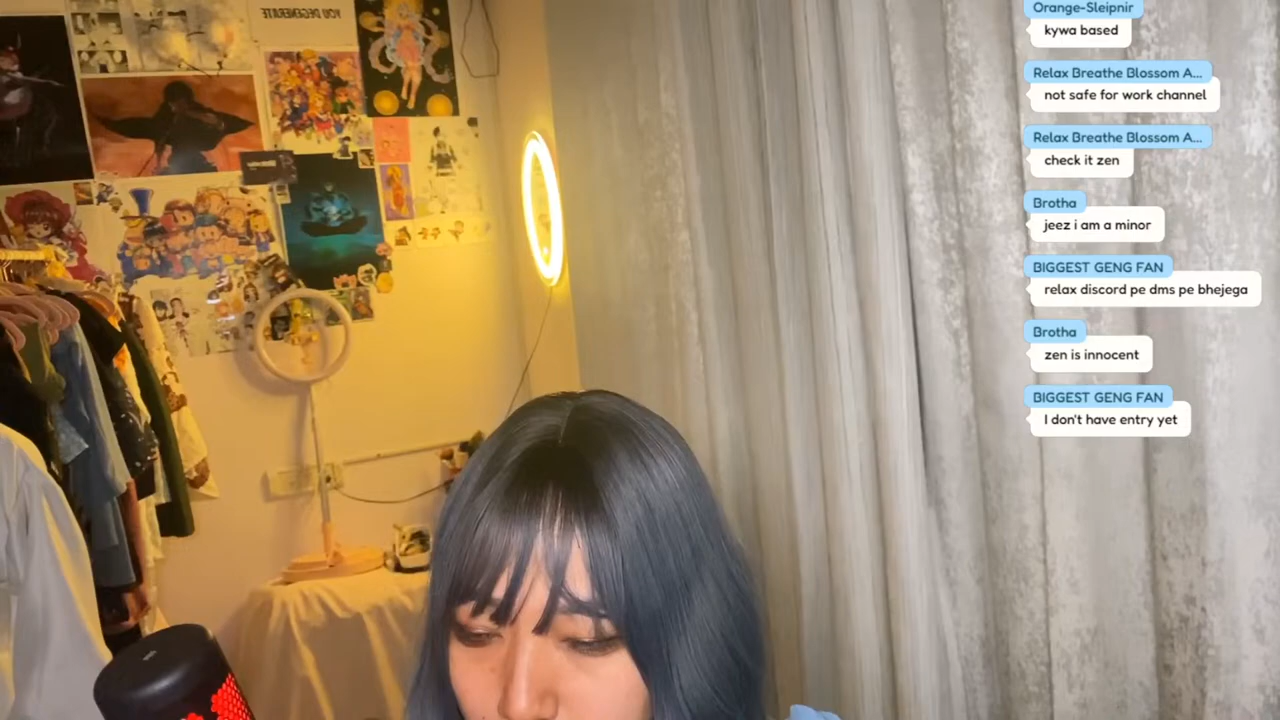 YOU DEGENERATE
Orange-Sleipnir
kywa based
Relax Breathe Blossom A...
not safe for work channel
Relax Breathe Blossom A...
check it zen
Brotha
jeez i am a minor
BIGGEST GENG FAN
relax discord pe dms pe bhejega
Brotha
zen is innocent
BIGGEST GENG FAN
I don't have entry yet